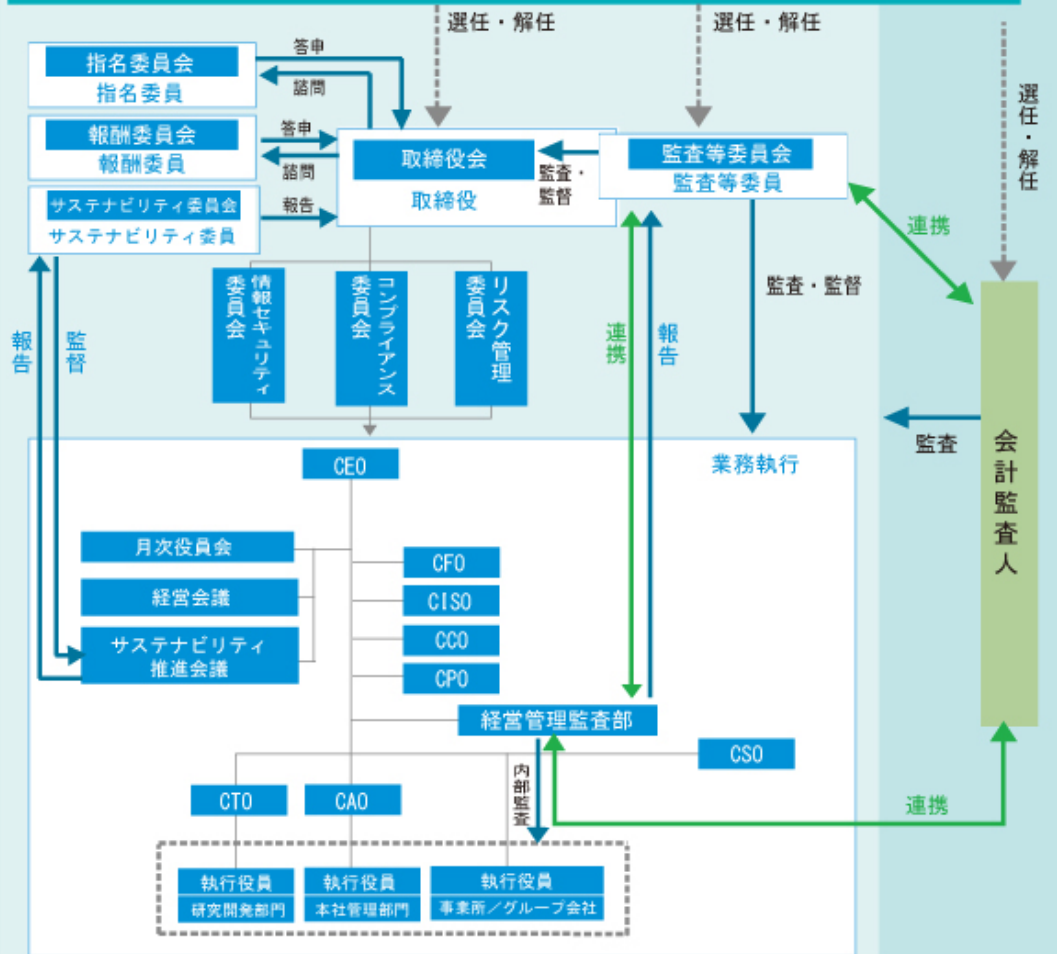 選任・解任
選任・解任
選任・解任
指名委員会
指名委員
答申
諮問
報酬委員会
報酬委員
答申
諮問
サステナビリティ委員会
サステナビリティ委員
報告
取締役会
取締役
監査・
監督
監査等委員会
監査等委員
連携
報告
監督
情報セキュリティ
委員会
コンプライアンス
委員会
リスク管理
委員会
連携
報告
監査・監督
監査
会計監査人
業務執行
CEO
月次役員会
経営会議
サステナビリティ
推進会議
CFO
CISO
CCO
CPO
経営管理監査部
CSO
CTO
CAO
内部監査
連携
執行役員
研究開発部門
執行役員
本社管理部門
執行役員
事業所／グループ会社